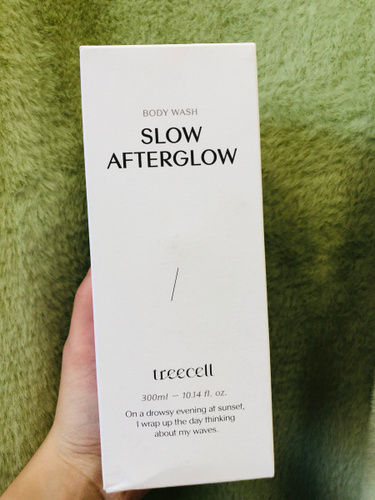 BODY WASH
SLOW
AFTERGLOW
treecell
300ml — 10.14 fl. oz.
On a drowsy evening at sunset,
I wrap up the day thinking
about my waves.